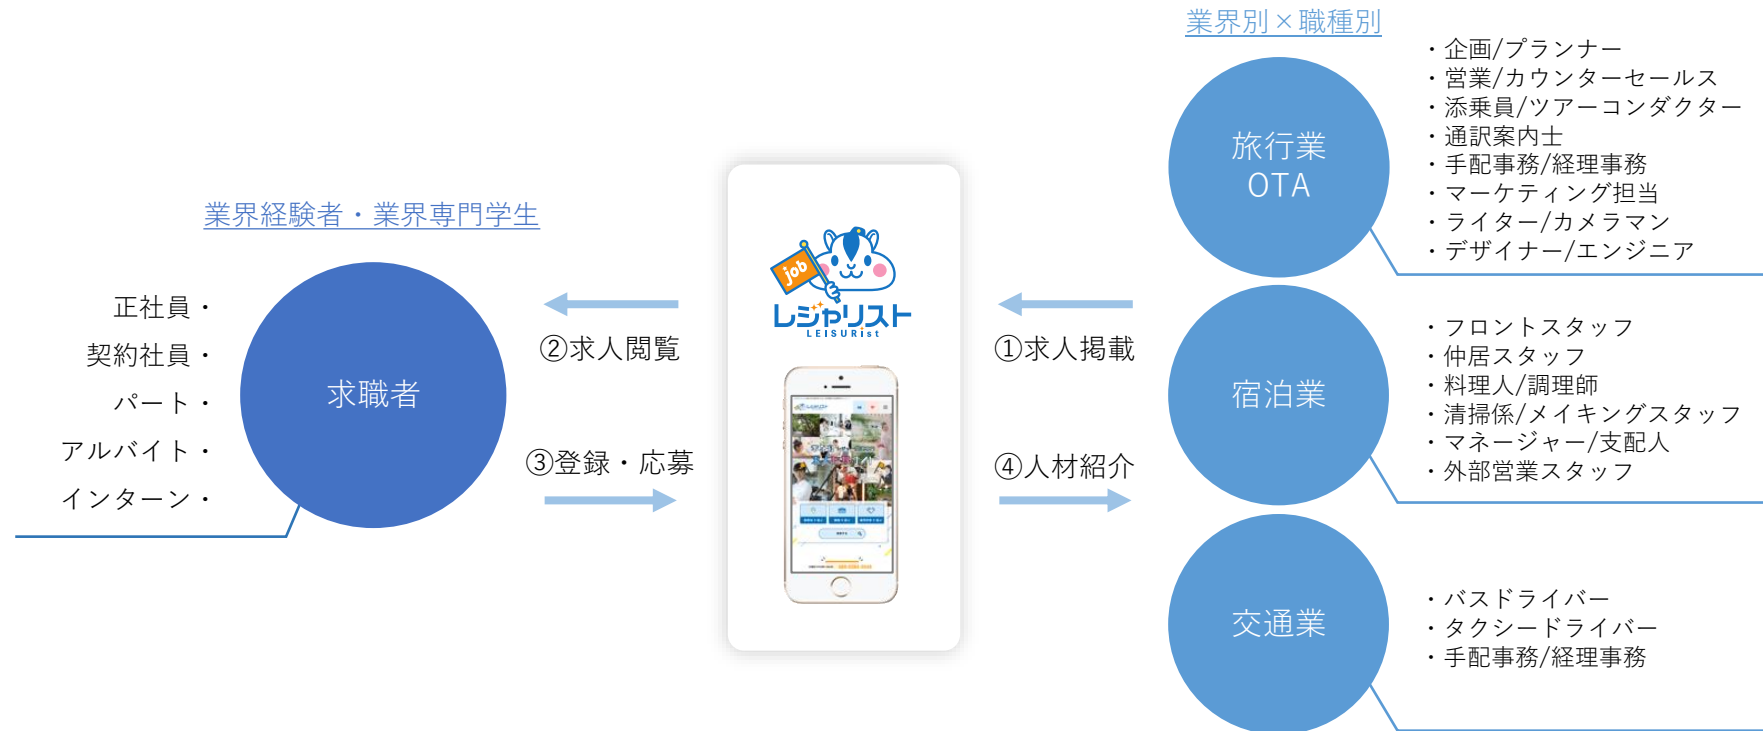 業界経験者・業界専門学生
正社員・
契約社員・
パート・
アルバイト・
インターン・
求職者
②求人閲覧
③登録・応募
job
レジャリスト
LEISURist
①求人掲載
④人材紹介
業界別×職種別
旅行業
OTA
・企画/プランナー
・営業/カウンターセールス
・添乗員/ツアーコンダクター
・通訳案内士
・手配事務/経理事務
・マーケティング担当
・ライター/カメラマン
・デザイナー/エンジニア
宿泊業
・フロントスタッフ
・仲居スタッフ
・料理人/調理師
・清掃係/メイキングスタッフ
・マネージャー/支配人
・外部営業スタッフ
交通業
・バスドライバー
・タクシードライバー
・手配事務/経理事務